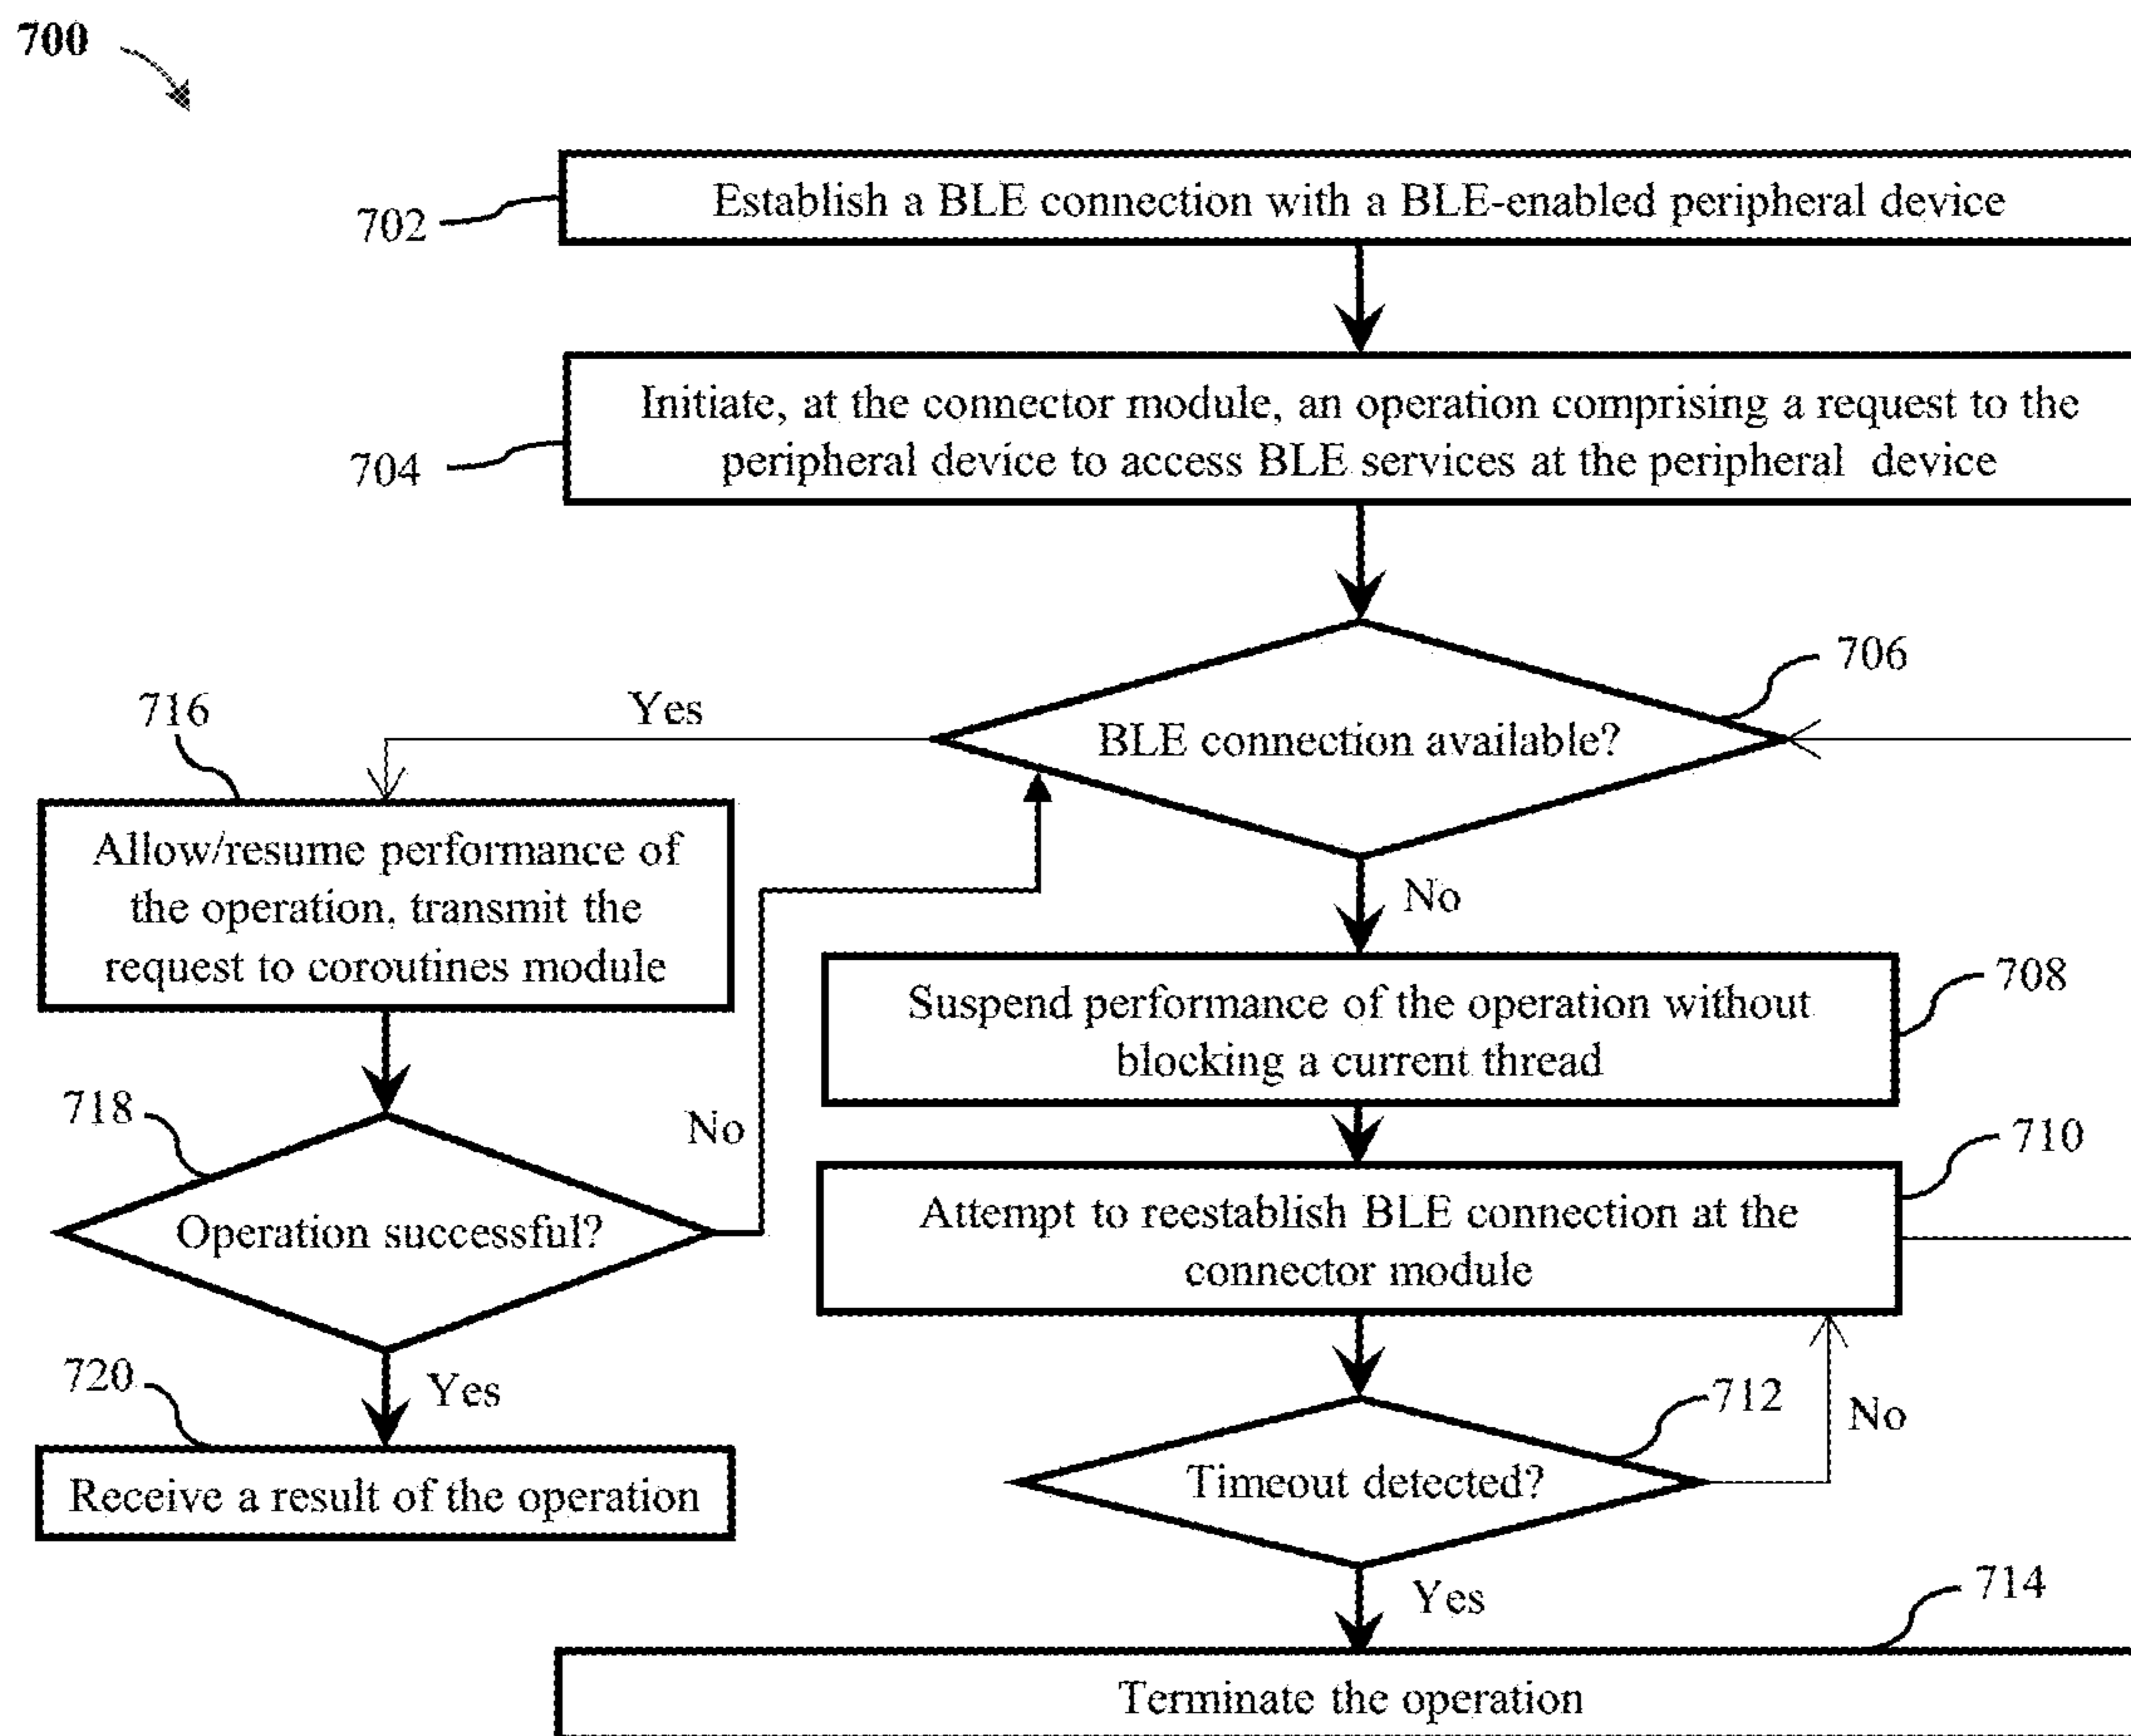 700
Establish a BLE connection with a BLE-enabled peripheral device
702
Initiate, at the connector module, an operation comprising a request to the
peripheral device to access BLE services at the peripheral device
704
706
BLE connection available?
Yes
716
Allow/resume performance of
the operation, transmit the
request to coroutines module
No
708
Suspend performance of the operation without
blocking a current thread
718
Operation successful?
No
710
Attempt to reestablish BLE connection at the
connector module
720
Yes
Receive a result of the operation
712
Timeout detected?
No
Yes
714
Terminate the operation